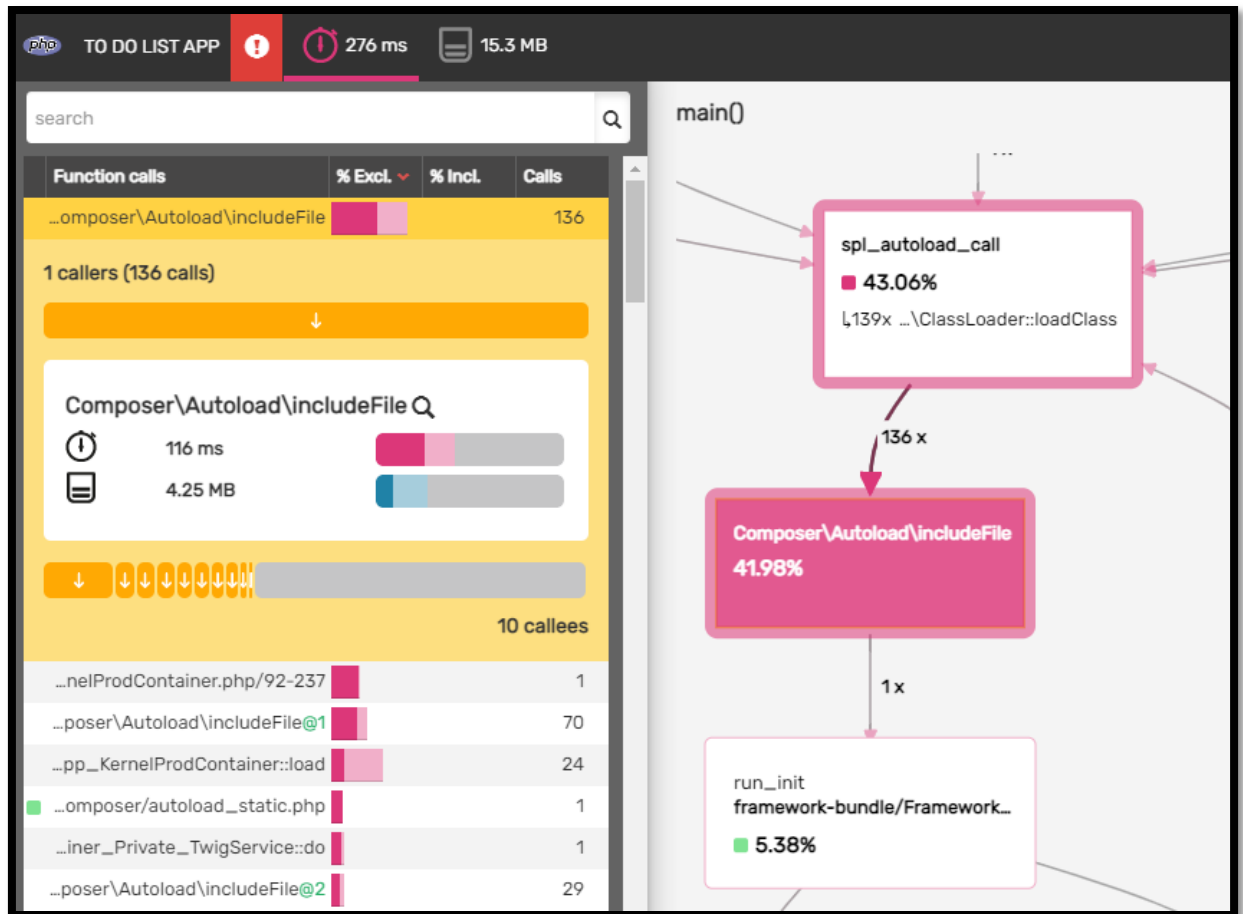 php TO DO LIST APP 276 ms 15.3 MB
search
Function calls % Excl. % Incl. Calls
…omposer\Autoload\includeFile 136
1 callers (136 calls)
Composer\Autoload\includeFile
116 ms
4.25 MB
10 callees
…nelProdContainer.php/92-237 1
…poser\Autoload\includeFile@1 70
…pp_KernelProdContainer::load 24
…omposer/autoload_static.php 1
…iner_Private_TwigService::do 1
…poser\Autoload\includeFile@2 29
main()
spl_autoload_call
43.06%
139x …\ClassLoader::loadClass
136 x
Composer\Autoload\includeFile
41.98%
1 x
run_init
framework-bundle/Framework…
5.38%